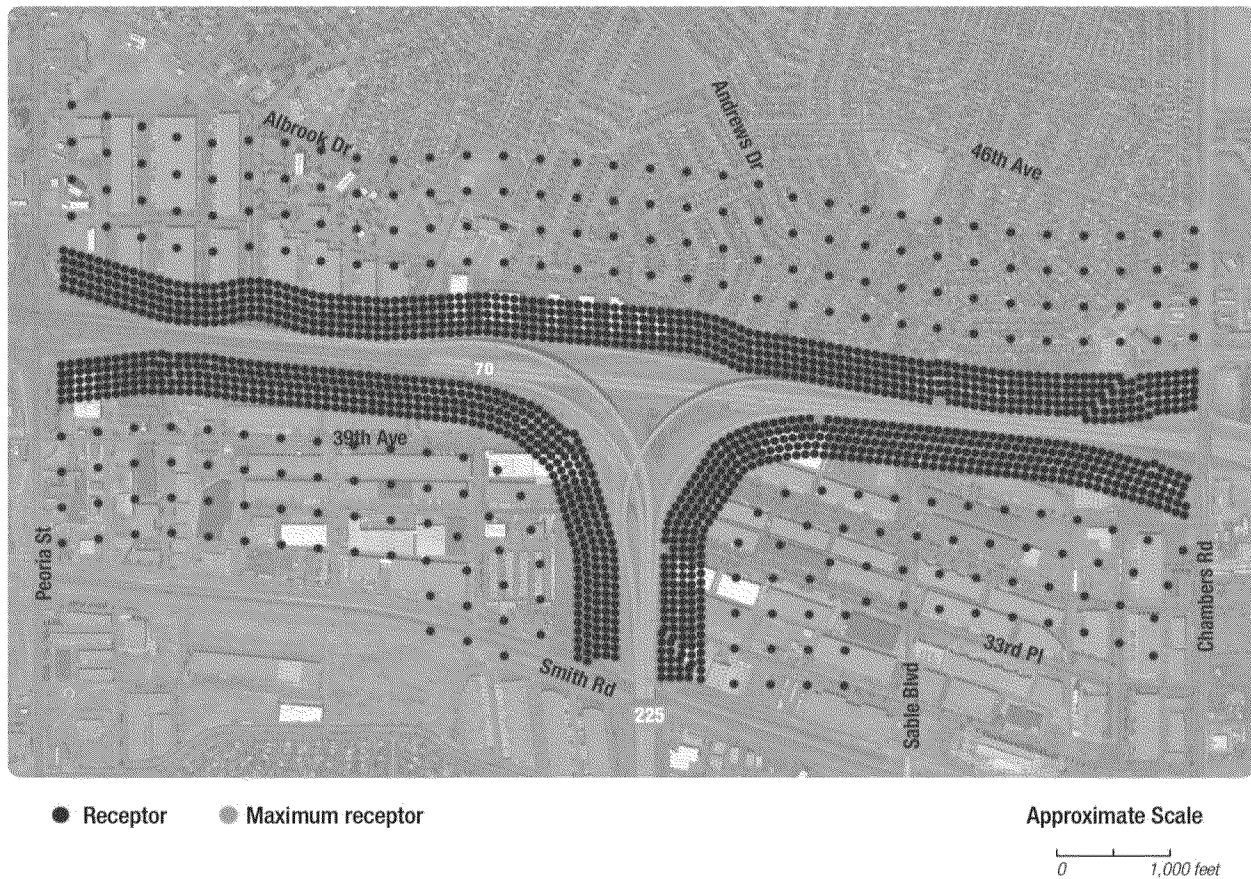 Albrook Dr
Andrews Dr
46th Ave
70
39th Ave
Peoria St
Chambers Rd
33rd Pl
Smith Rd
Sable Blvd
225
Receptor
Maximum receptor
Approximate Scale
0
1,000 feet